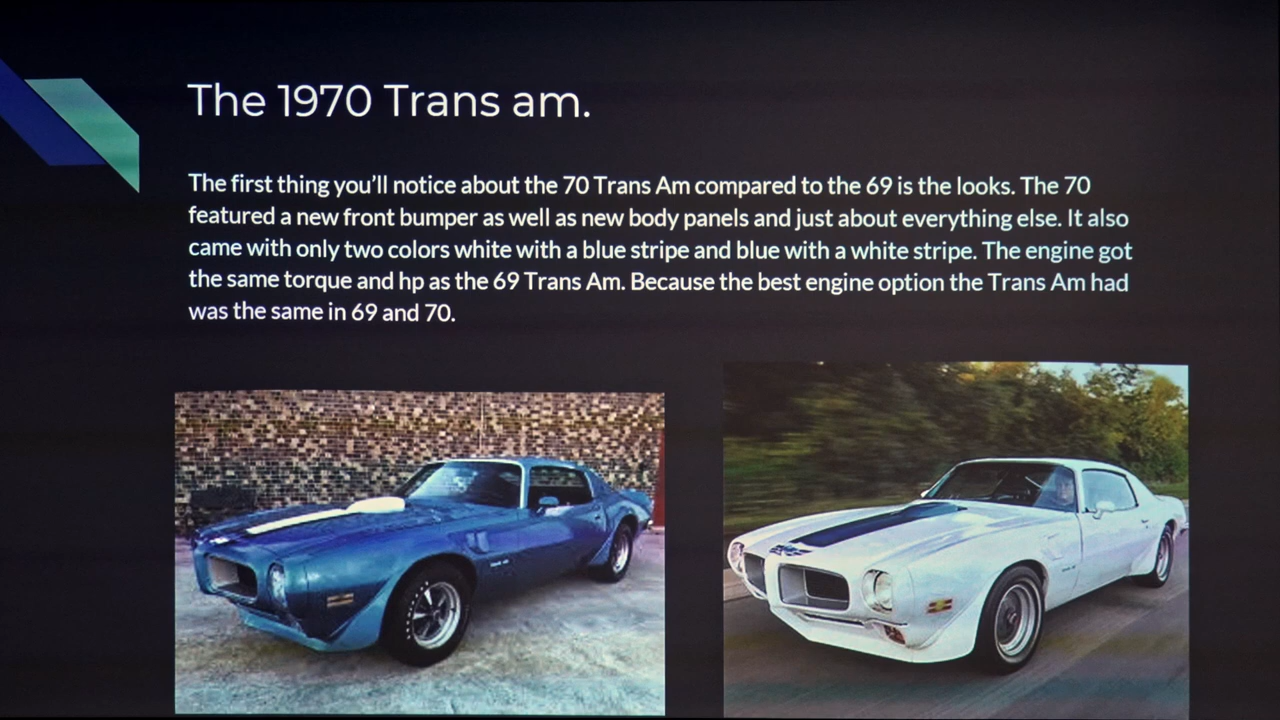 The 1970 Trans am.
The first thing you'll notice about the 70 Trans Am compared to the 69 is the looks. The 70
featured a new front bumper as well as new body panels and just about everything else. It also
came with only two colors white with a blue stripe and blue with a white stripe. The engine got
the same torque and hp as the 69 Trans Am. Because the best engine option the Trans Am had
was the same in 69 and 70.